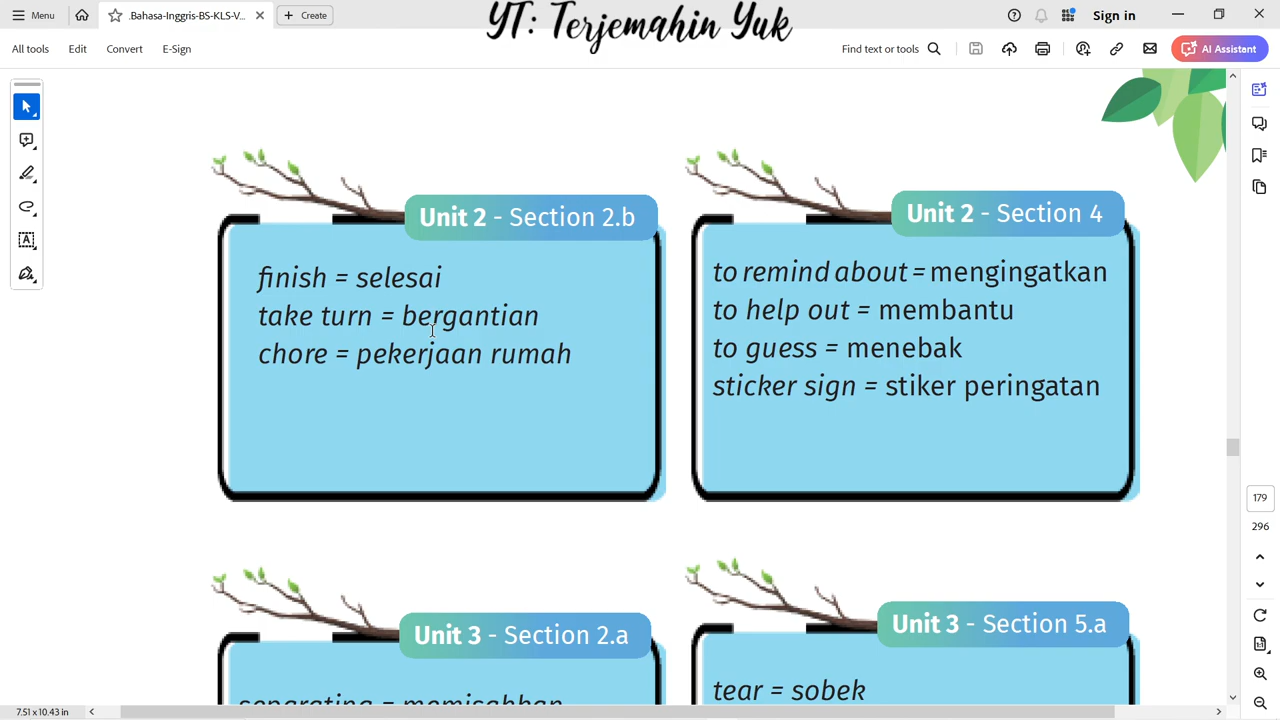 Menu
.Bahasa-Inggris-BS-KLS-V...
Create
YT: Terjemahin Yuk
Sign in
All tools
Edit
Convert
E-Sign
Find text or tools
AI Assistant
Unit 2 - Section 2.b
finish = selesai
take turn = bergantian
chore = pekerjaan rumah
Unit 2 - Section 4
to remind about = mengingatkan
to help out = membantu
to guess = menebak
sticker sign = stiker peringatan
Unit 3 - Section 2.a
separating = memisahkan
Unit 3 - Section 5.a
tear = sobek
179
296
7.51 x 10.43 in